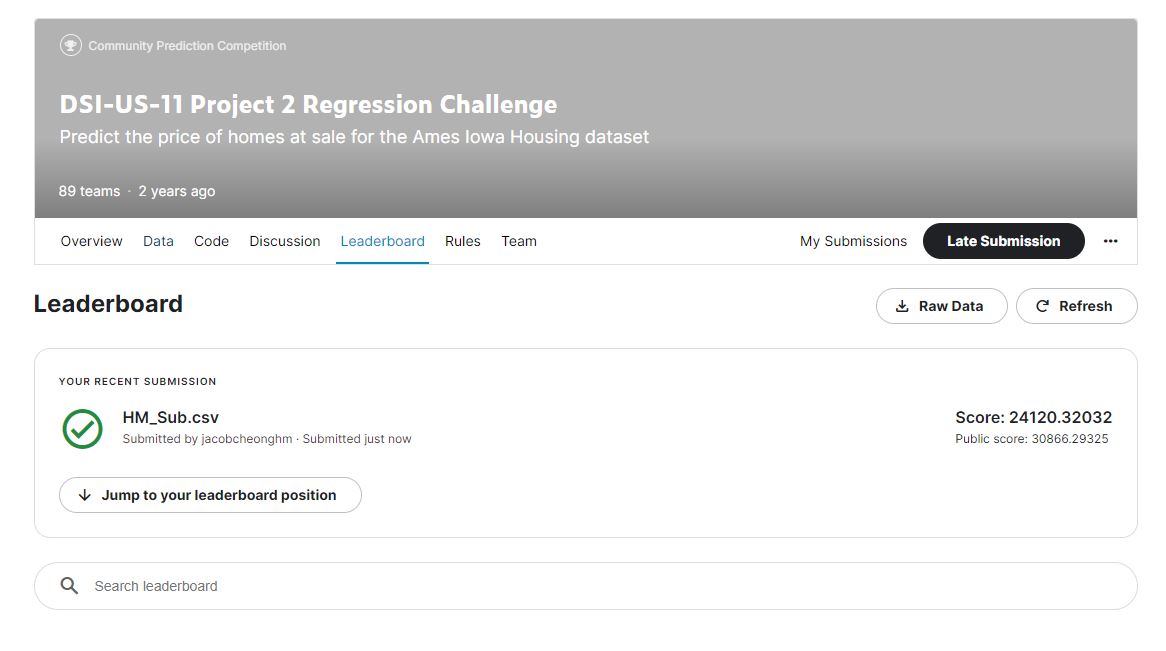 Community Prediction Competition
DSI-US-11 Project 2 Regression Challenge
Predict the price of homes at sale for the Ames Iowa Housing dataset
89 teams · 2 years ago
Overview Data Code Discussion Leaderboard Rules Team My Submissions Late Submission ...
Leaderboard Raw Data Refresh
YOUR RECENT SUBMISSION
HM_Sub.csv Score: 24120.32032
Submitted by jacobcheonghm · Submitted just now Public score: 30866.29325
Jump to your leaderboard position
Search leaderboard